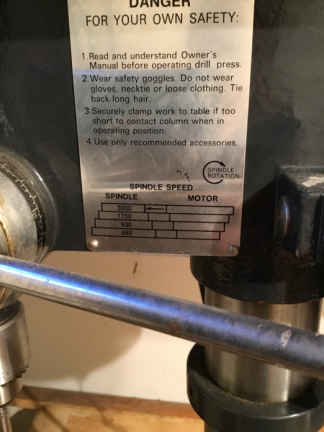 DANGER
FOR YOUR OWN SAFETY:
1 Read and understand Owner's
Manual before operating drill press.
2. Wear safety goggles. Do not wear
gloves, necktie or loose clothing. Tie
back long hair.
3 Securely clamp work to table if too
short to contact column when in
operating position.
4 Use only recommended accessories.
SPINDLE
ROTATION
SPINDLE SPEED
SPINDLE MOTOR